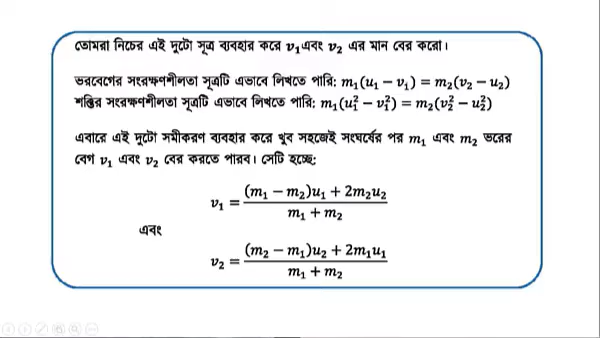 তোমরা নিচের এই দুটো সূত্র ব্যবহার করে v₁এবং v₂ এর মান বের করো।
ভরবেগের সংরক্ষণশীলতা সূত্রটি এভাবে লিখতে পারি: m₁(u₁ − v₁) = m₂(v₂ − u₂)
শক্তির সংরক্ষণশীলতা সূত্রটি এভাবে লিখতে পারি: m₁(u₁² − v₁²) = m₂(v₂² − u₂²)
এবারে এই দুটো সমীকরণ ব্যবহার করে খুব সহজেই সংঘর্ষের পর m₁ এবং m₂ ভরের
বেগ v₁ এবং v₂ বের করতে পারব। সেটি হচ্ছে:
v₁ = ((m₁ − m₂)u₁ + 2m₂u₂) / (m₁ + m₂)
এবং
v₂ = ((m₂ − m₁)u₂ + 2m₁u₁) / (m₁ + m₂)